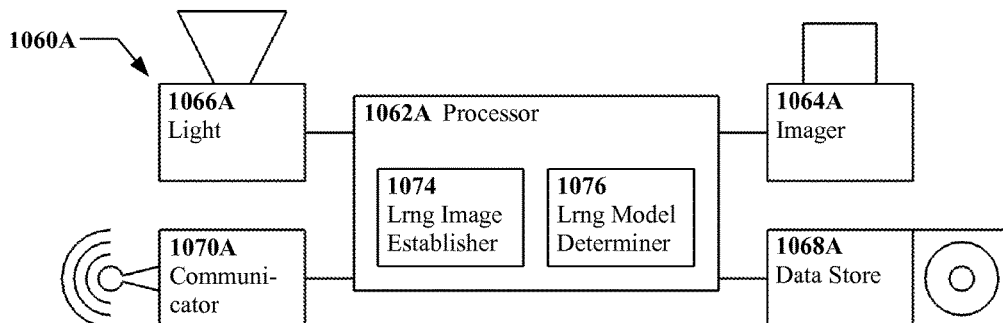 1060A
1066A
Light
1062A Processor
1064A
Imager
1074
Lrng Image
Establisher
1076
Lrng Model
Determiner
1070A
Communi-
cator
1068A
Data Store